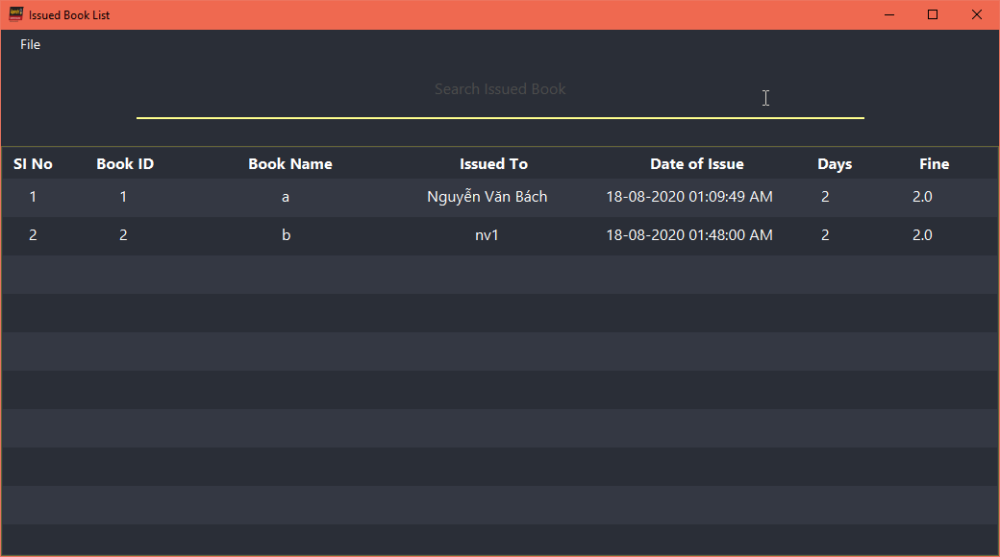 Issued Book List
File
Search Issued Book
SI No Book ID Book Name Issued To Date of Issue Days Fine
1 1 a Nguyễn Văn Bách 18-08-2020 01:09:49 AM 2 2.0
2 2 b nv1 18-08-2020 01:48:00 AM 2 2.0